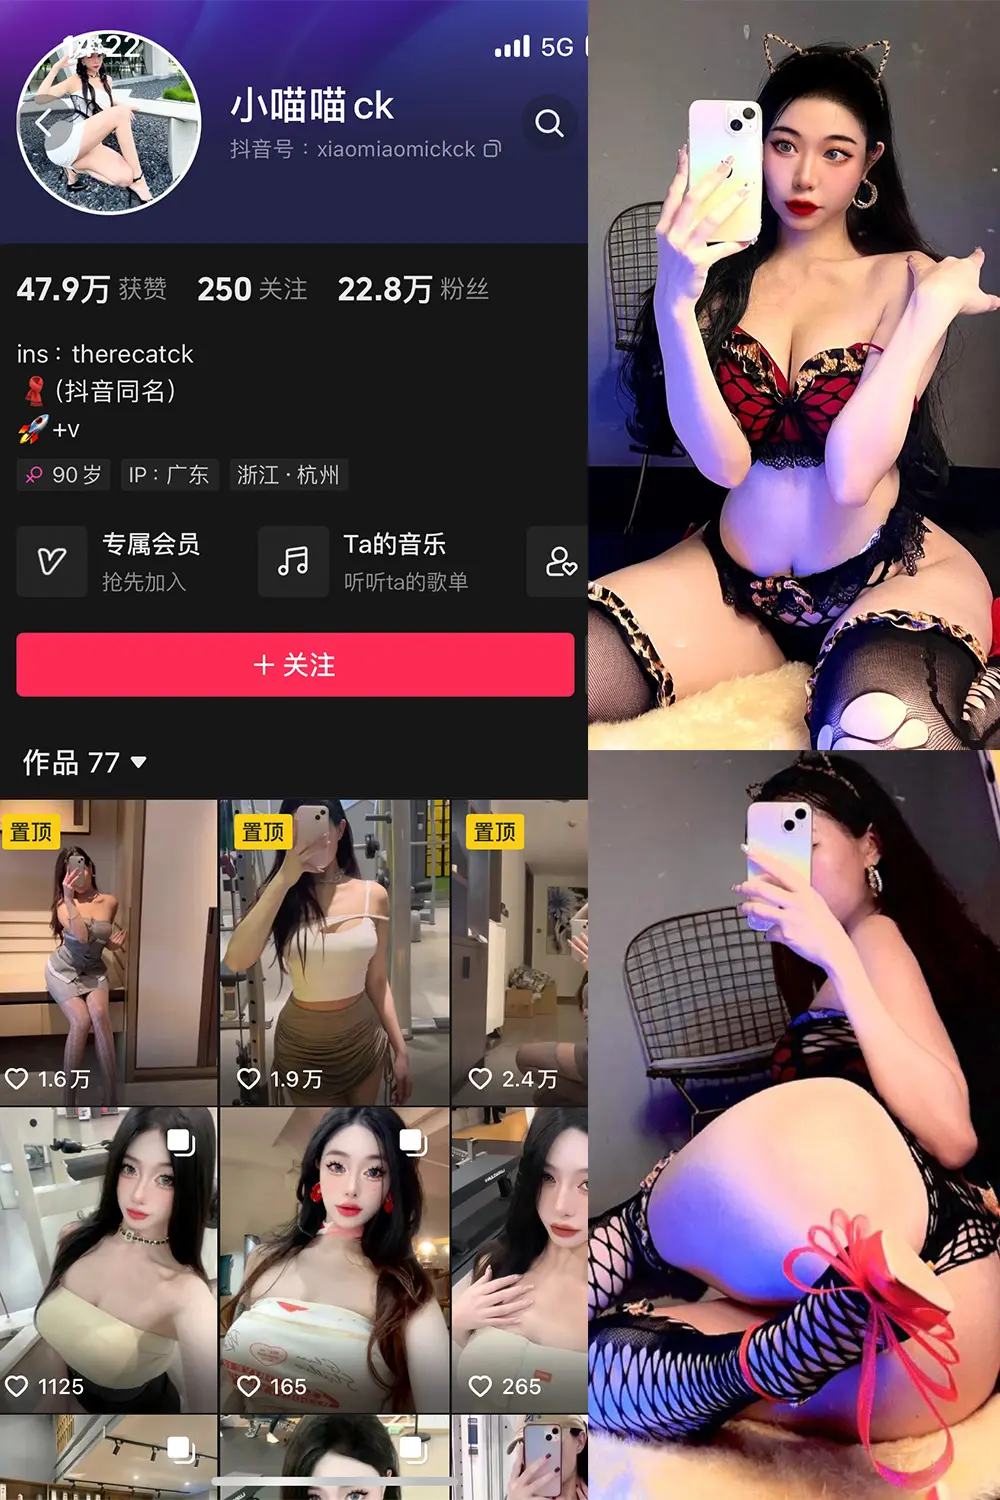 14:22
5G
小喵喵ck
抖音号：xiaomiaomickck
47.9万 获赞 250 关注 22.8万 粉丝
ins：therecatck
（抖音同名）
+v
90岁 IP：广东 浙江·杭州
专属会员 Ta的音乐
抢先加入 听听ta的歌单
＋关注
作品 77
置顶 置顶 置顶
1.6万 1.9万 2.4万
1125 165 265